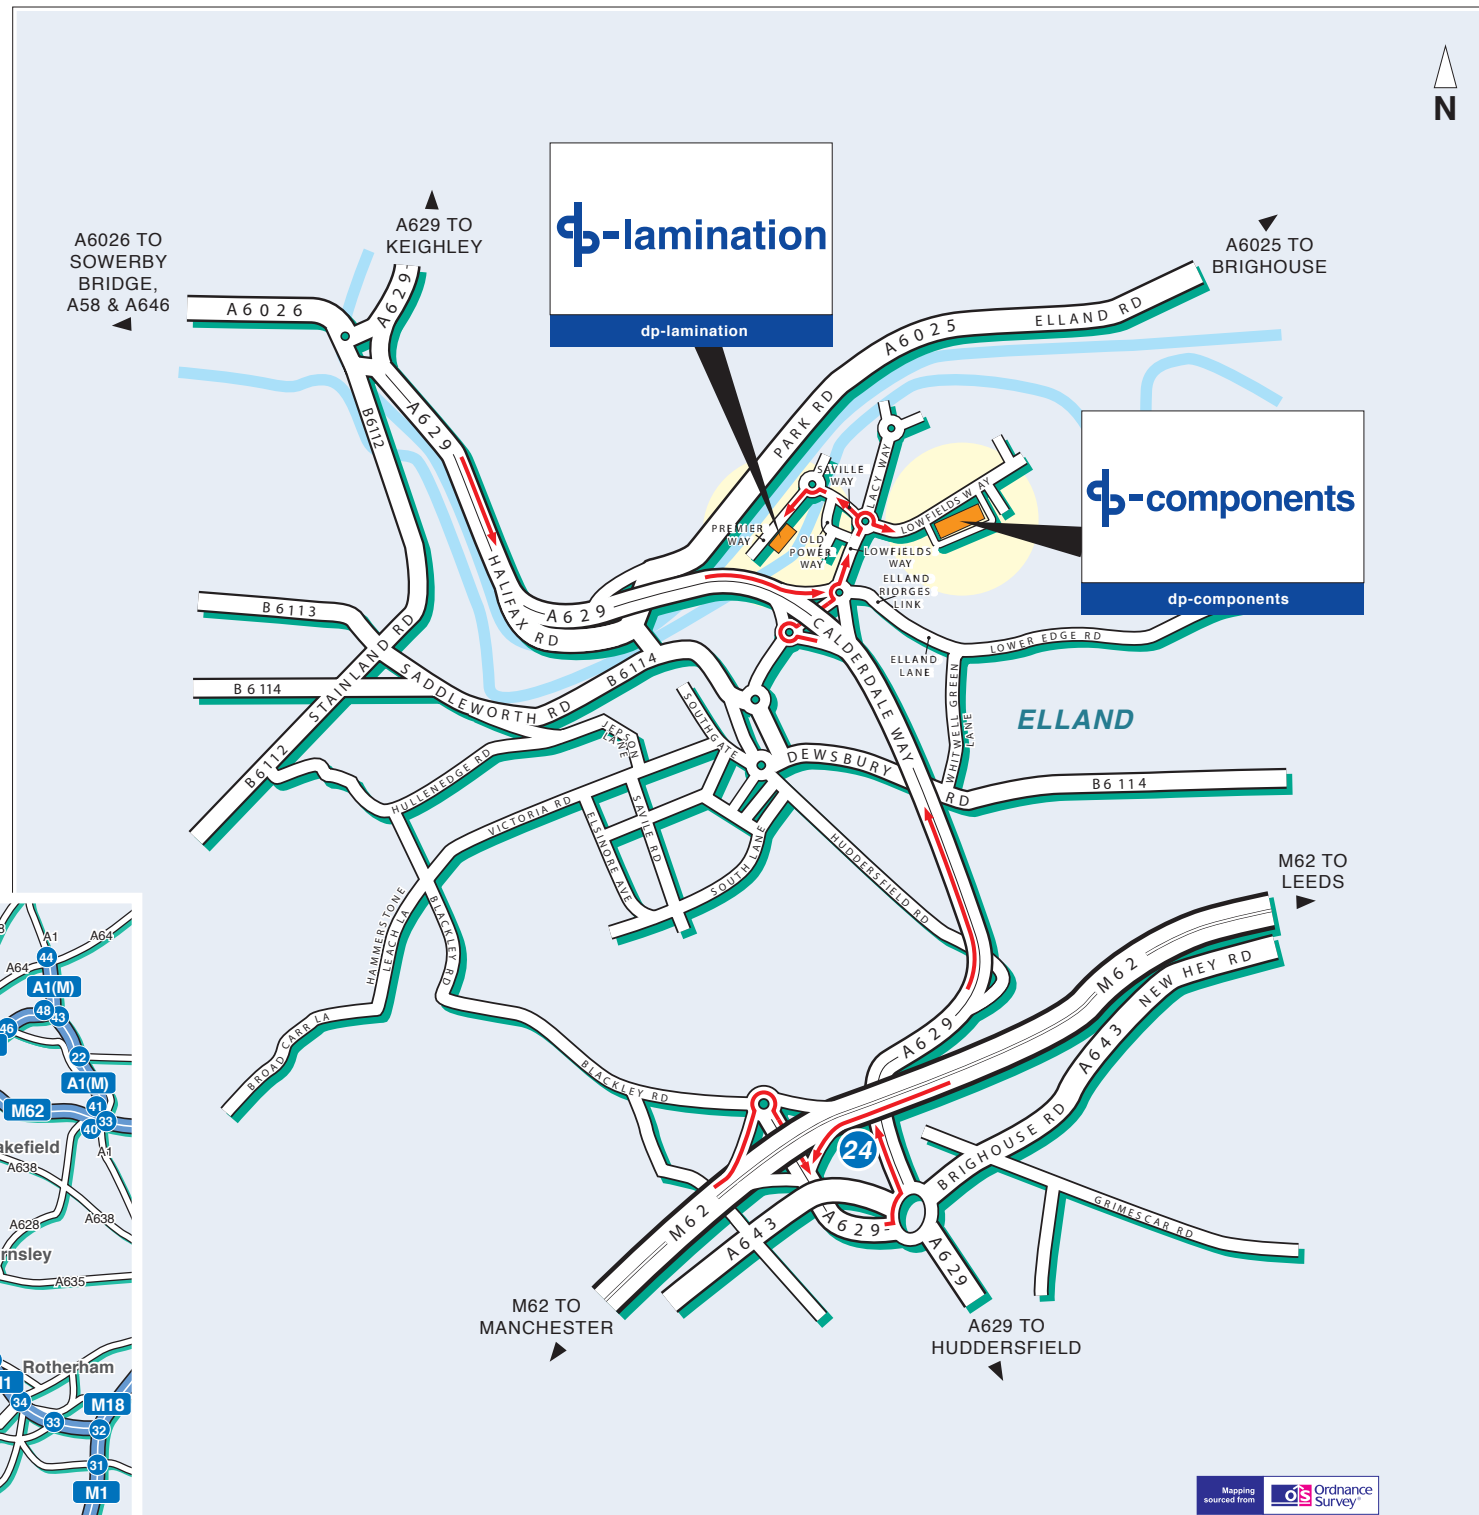 N
A6026 TO
SOWERBY
BRIDGE,
A58 & A646
A629 TO
KEIGHLEY
-lamination
dp-lamination
A6025 TO
BRIGHOUSE
A6026
A629
A6025
ELLAND RD
PARK RD
B6112
A629
SAVILLE
WAY
LACY WAY
LOWFIELDS WAY
-components
dp-components
PREMIER
WAY
OLD
POWER
WAY
LOWFIELDS
WAY
ELLAND
RIORGES
LINK
HALIFAX RD
A629
B6113
STAINLAND RD
B6114
SADDLEWORTH RD
B6114
CALDERDALE WAY
ELLAND
LANE
LOWER EDGE RD
WHITWELL GREEN
LANE
ELLAND
SOUTHGATE
JEPSON
LANE
B6112
HULLENEDGE RD
DEWSBURY
RD
B6114
VICTORIA RD
ELSINORE AVE
SAVILE RD
SOUTH LANE
HUDDERSFIELD RD
M62 TO
LEEDS
HAMMERSTONE
LEACH LA
BLACKLEY RD
BROAD CARR LA
BLACKLEY RD
A629
M62
NEW HEY RD
A643
24
BRIGHOUSE RD
GRIMESCAR RD
M62
A643
A629
A629
M62 TO
MANCHESTER
A629 TO
HUDDERSFIELD
A1
A64
44
A64
A1(M)
48
43
46
22
A1(M)
M62
41
33
40
akefield
A1
A638
A628
A638
rnsley
A635
Rotherham
34
M18
33
32
31
M1
Mapping
sourced from
OS
Ordnance
Survey®